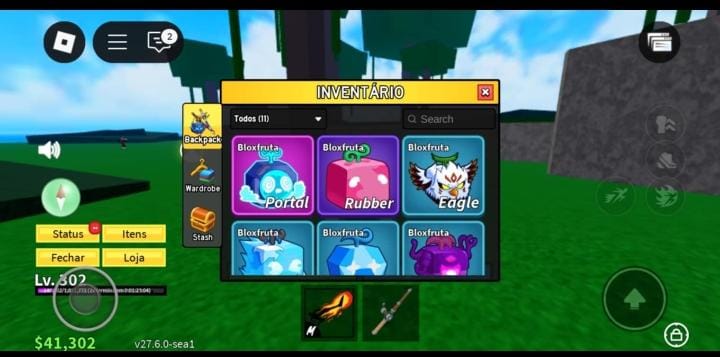 2
INVENTÁRIO
Backpack
Wardrobe
Stash
Todos (11)
Search
Bloxfruta
Portal
Bloxfruta
Rubber
Bloxfruta
Eagle
Bloxfruta
Bloxfruta
Bloxfruta
Status
Itens
Fechar
Loja
Lv. 302
$41,302
M
v27.6.0-sea1